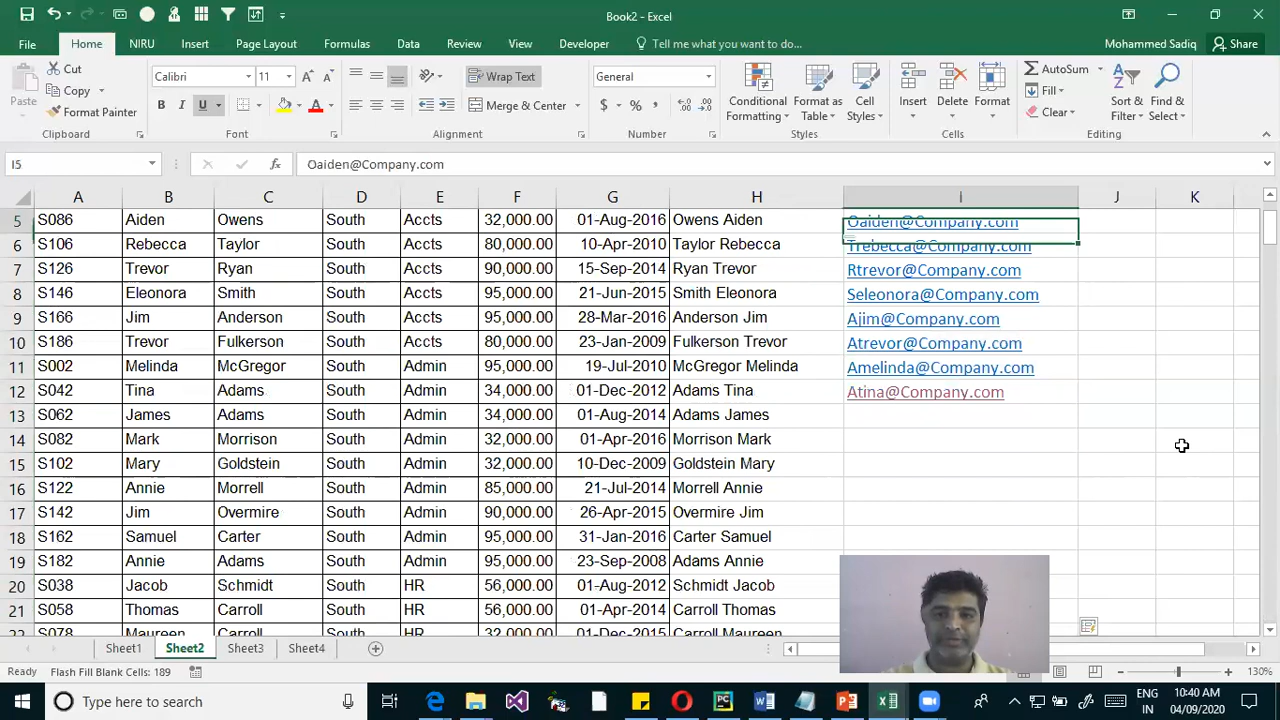 Book2 - Excel
File Home NIRU Insert Page Layout Formulas Data Review View Developer Tell me what you want to do... Mohammed Sadiq Share
Paste Cut Copy Format Painter Clipboard
Calibri 11 B I U A Font
Wrap Text Merge & Center Alignment
General $ % , Number
Conditional Formatting Format as Table Cell Styles Styles
Insert Delete Format Cells
AutoSum Fill Clear Sort & Filter Find & Select Editing
I5 fx Oaiden@Company.com
A B C D E F G H I J K
5 S086 Aiden Owens South Accts 32,000.00 01-Aug-2016 Owens Aiden Oaiden@Company.com
6 S106 Rebecca Taylor South Accts 80,000.00 10-Apr-2010 Taylor Rebecca Trebecca@Company.com
7 S126 Trevor Ryan South Accts 90,000.00 15-Sep-2014 Ryan Trevor Rtrevor@Company.com
8 S146 Eleonora Smith South Accts 95,000.00 21-Jun-2015 Smith Eleonora Seleonora@Company.com
9 S166 Jim Anderson South Accts 95,000.00 28-Mar-2016 Anderson Jim Ajim@Company.com
10 S186 Trevor Fulkerson South Accts 80,000.00 23-Jan-2009 Fulkerson Trevor Atrevor@Company.com
11 S002 Melinda McGregor South Admin 95,000.00 19-Jul-2010 McGregor Melinda Amelinda@Company.com
12 S042 Tina Adams South Admin 34,000.00 01-Dec-2012 Adams Tina Atina@Company.com
13 S062 James Adams South Admin 34,000.00 01-Aug-2014 Adams James
14 S082 Mark Morrison South Admin 32,000.00 01-Apr-2016 Morrison Mark
15 S102 Mary Goldstein South Admin 32,000.00 10-Dec-2009 Goldstein Mary
16 S122 Annie Morrell South Admin 85,000.00 21-Jul-2014 Morrell Annie
17 S142 Jim Overmire South Admin 90,000.00 26-Apr-2015 Overmire Jim
18 S162 Samuel Carter South Admin 95,000.00 31-Jan-2016 Carter Samuel
19 S182 Annie Adams South Admin 95,000.00 23-Sep-2008 Adams Annie
20 S038 Jacob Schmidt South HR 56,000.00 01-Aug-2012 Schmidt Jacob
21 S058 Thomas Carroll South HR 56,000.00 01-Apr-2014 Carroll Thomas
22 S078 Maureen Carroll South HR 32,000.00 01-Dec-2015 Carroll Maureen
Sheet1 Sheet2 Sheet3 Sheet4
Ready Flash Fill Blank Cells: 189 130%
Type here to search ENG IN 10:40 AM 04/09/2020